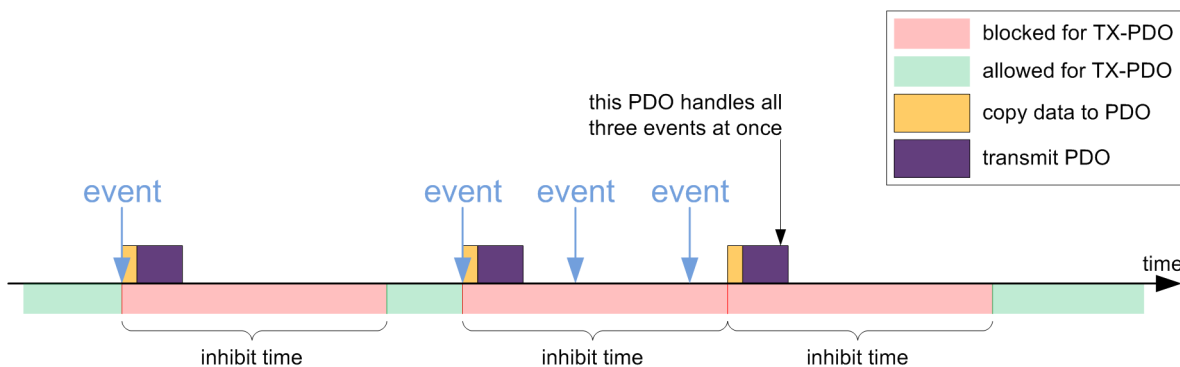 blocked for TX-PDO
allowed for TX-PDO
copy data to PDO
transmit PDO
this PDO handles all
three events at once
event
event
event
event
time
inhibit time
inhibit time
inhibit time